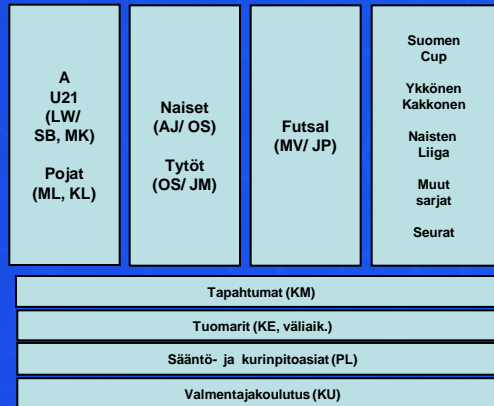 A
U21
(LW/
SB, MK)
Pojat
(ML, KL)
Naiset
(AJ/ OS)
Tytöt
(OS/ JM)
Futsal
(MV/ JP)
Suomen
Cup
Ykkönen
Kakkonen
Naisten
Liiga
Muut
sarjat
Seurat
Tapahtumat (KM)
Tuomarit (KE, väliaik.)
Sääntö- ja kurinpitoasiat (PL)
Valmentajakoulutus (KU)